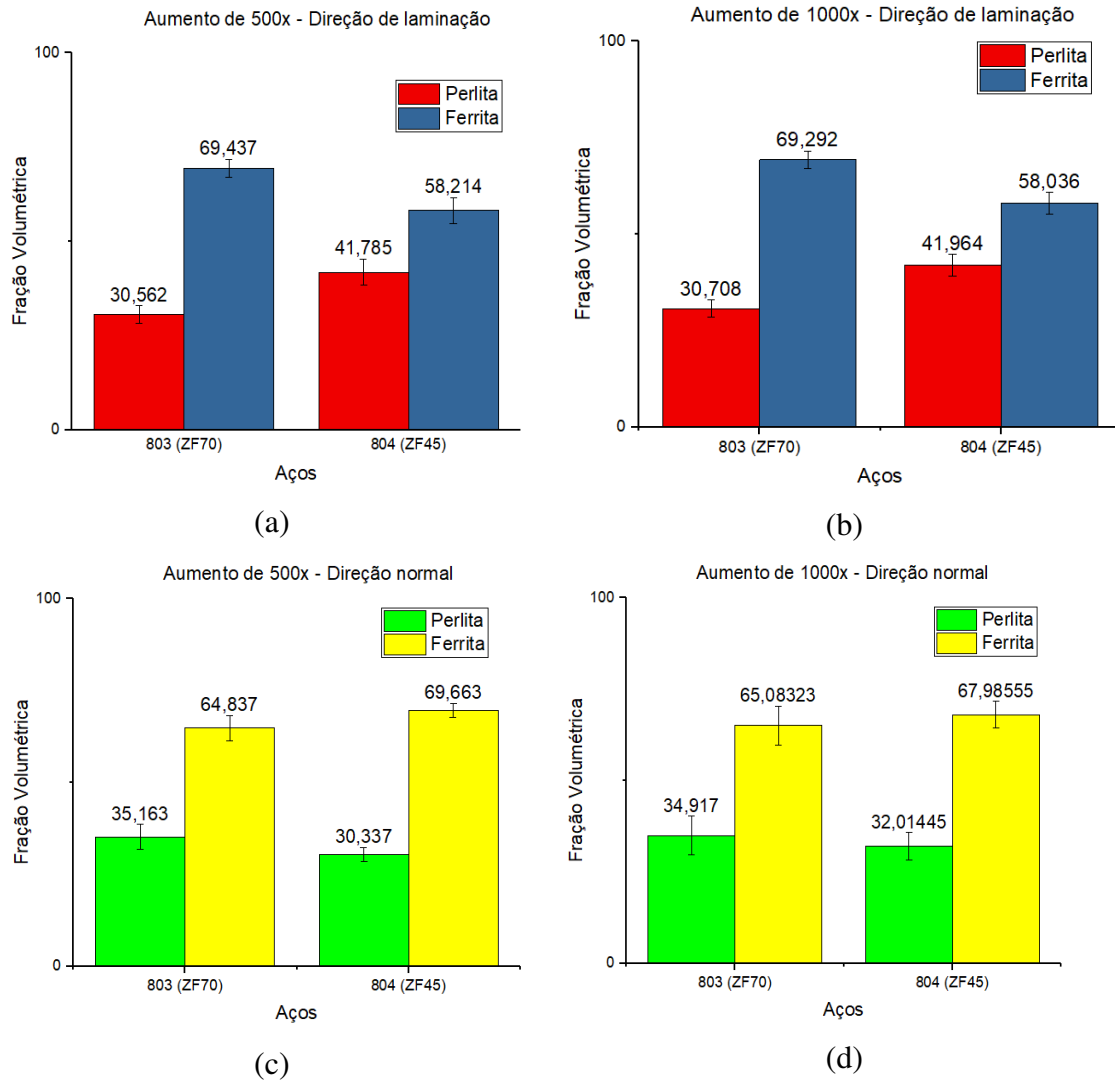 Aumento de 500x - Direção de laminação
100
Perlita
Ferrita
69,437
58,214
41,785
30,562
Fração Volumétrica
0
803 (ZF70)
804 (ZF45)
Aços
(a)
Aumento de 1000x - Direção de laminação
100
Perlita
Ferrita
69,292
58,036
41,964
30,708
Fração Volumétrica
0
803 (ZF70)
804 (ZF45)
Aços
(b)
Aumento de 500x - Direção normal
100
Perlita
Ferrita
64,837
69,663
35,163
30,337
Fração Volumétrica
0
803 (ZF70)
804 (ZF45)
Aços
(c)
Aumento de 1000x - Direção normal
100
Perlita
Ferrita
65,08323
67,98555
34,917
32,01445
Fração Volumétrica
0
803 (ZF70)
804 (ZF45)
Aços
(d)